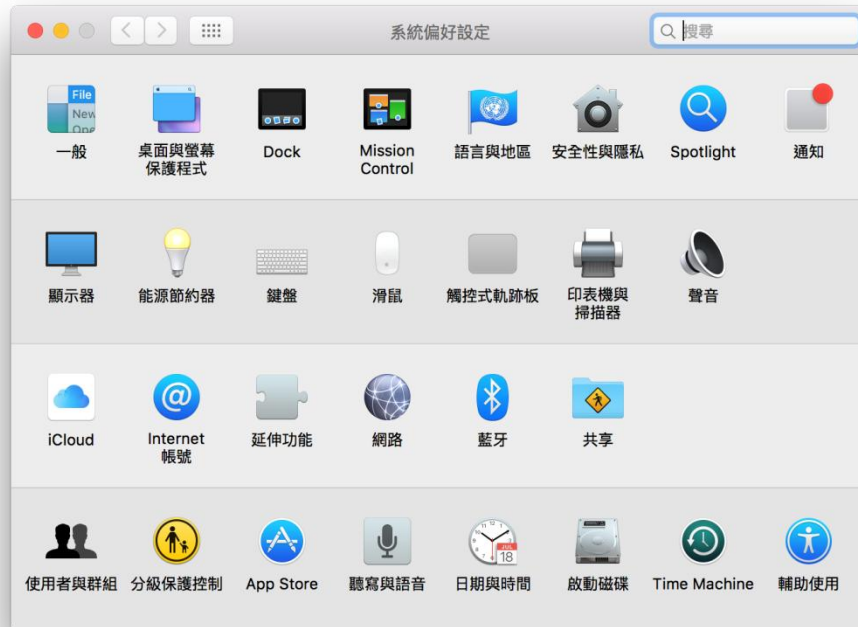 系統偏好設定
搜尋
File
New
Ope
一般
桌面與螢幕
保護程式
Dock
Mission
Control
語言與地區
安全性與隱私
Spotlight
通知
顯示器
能源節約器
鍵盤
滑鼠
觸控式軌跡板
印表機與
掃描器
聲音
iCloud
Internet
帳號
延伸功能
網路
藍牙
共享
使用者與群組
分級保護控制
App Store
聽寫與語音
JUL
18
日期與時間
啟動磁碟
Time Machine
輔助使用